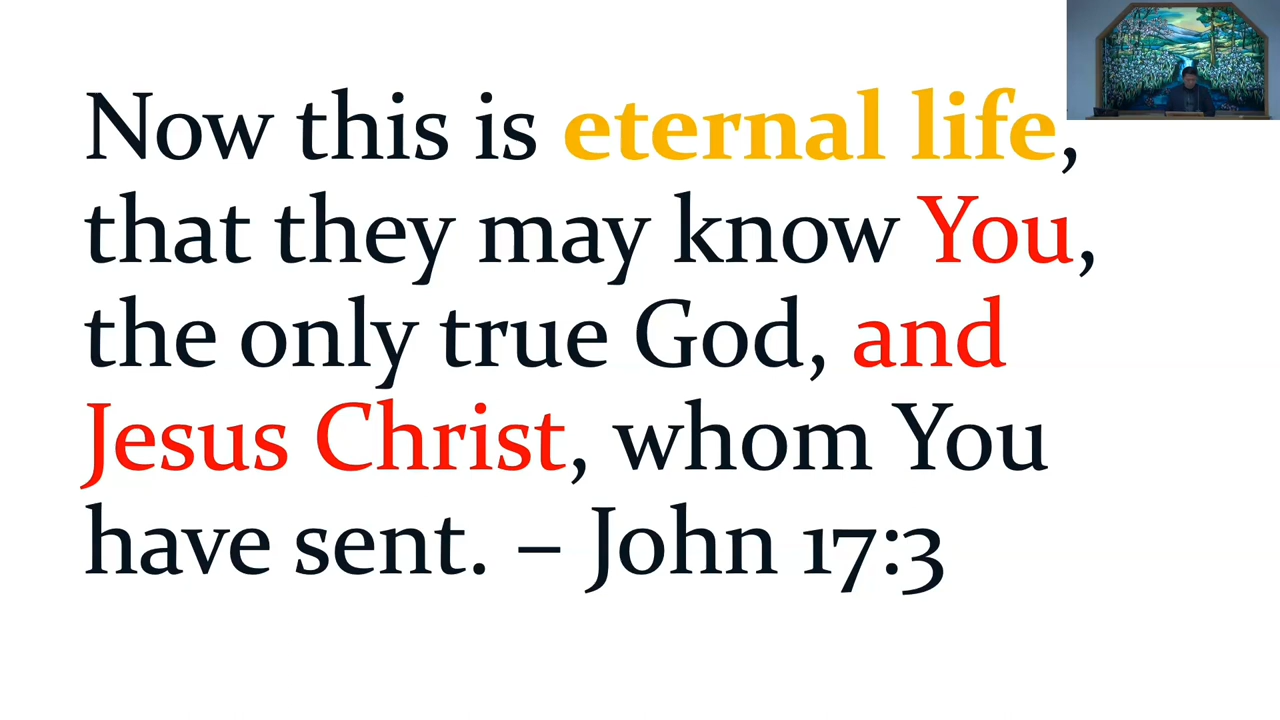 Now this is eternal life,
that they may know You,
the only true God, and
Jesus Christ, whom You
have sent. – John 17:3